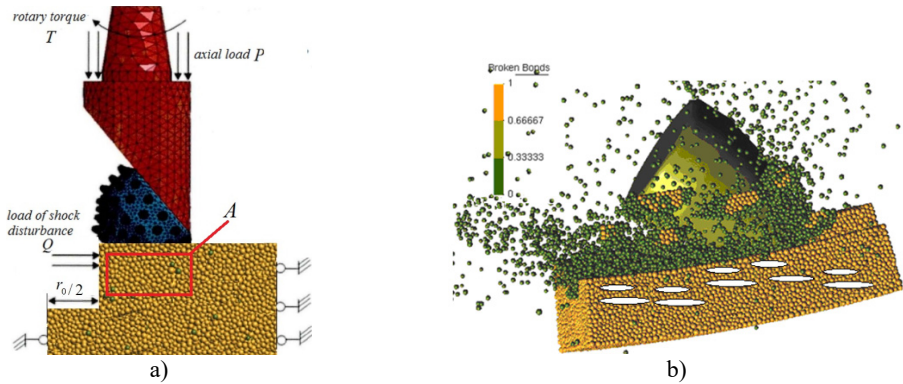 rotary torque
T
axial load P
A
load of shock
disturbance
Q
r₀/2
a)
Broken Bonds
1
0.66667
0.33333
0
b)